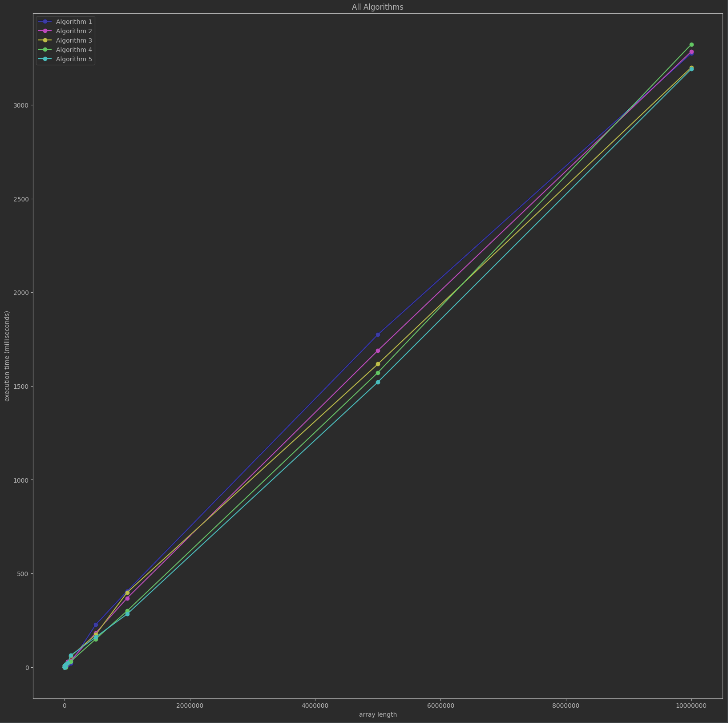 All Algorithms
Algorithm 1
Algorithm 2
Algorithm 3
Algorithm 4
Algorithm 5
execution time (milliseconds)
3000
2500
2000
1500
1000
500
0
0 2000000 4000000 6000000 8000000 10000000
array length